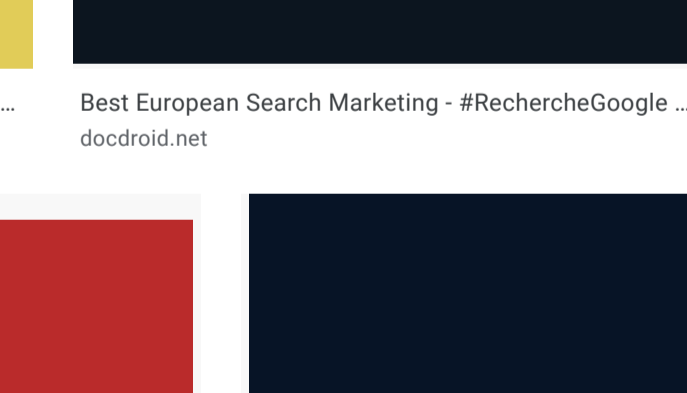 ...
Best European Search Marketing - #RechercheGoogle ...
docdroid.net